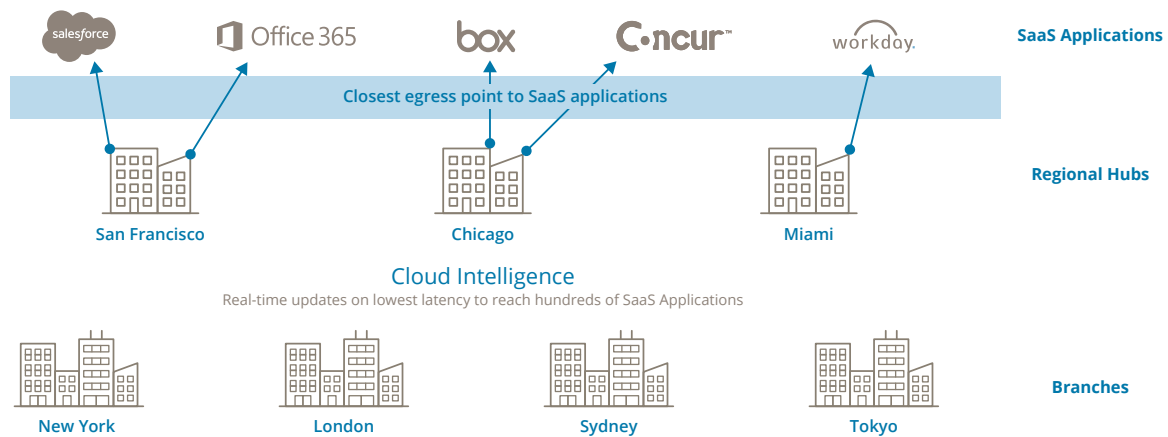 salesforce
Office 365
box
Concur™
workday.
SaaS Applications
Closest egress point to SaaS applications
Regional Hubs
San Francisco
Chicago
Miami
Cloud Intelligence
Real-time updates on lowest latency to reach hundreds of SaaS Applications
Branches
New York
London
Sydney
Tokyo